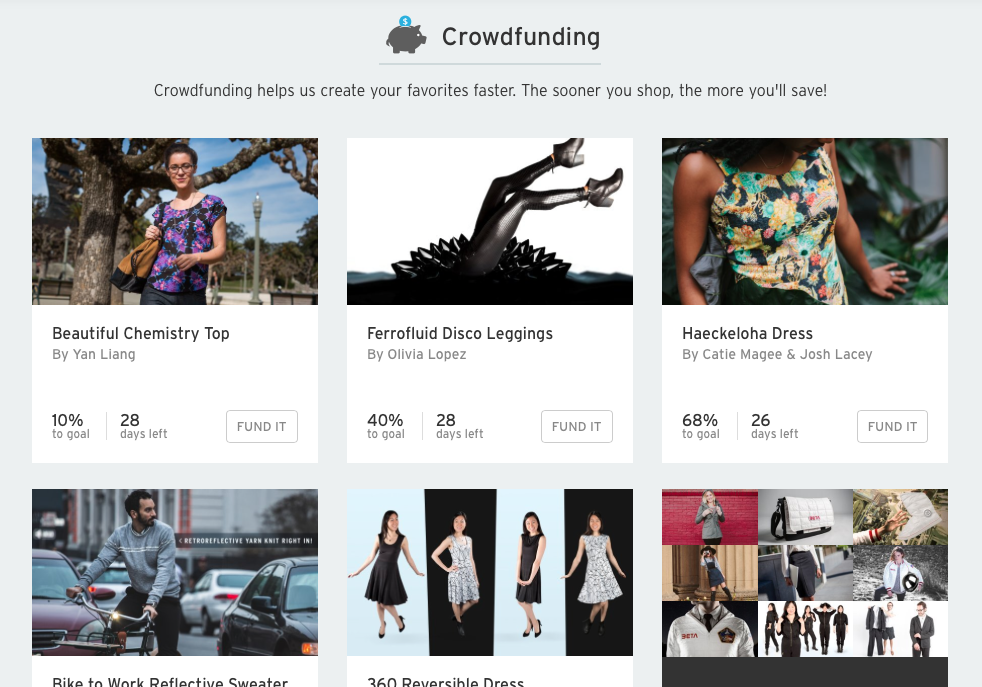 $
Crowdfunding
Crowdfunding helps us create your favorites faster. The sooner you shop, the more you'll save!
Beautiful Chemistry Top
By Yan Liang
10%
to goal
28
days left
FUND IT
Ferrofluid Disco Leggings
By Olivia Lopez
40%
to goal
28
days left
FUND IT
Haeckeloha Dress
By Catie Magee & Josh Lacey
68%
to goal
26
days left
FUND IT
< RETROREFLECTIVE YARN KNIT RIGHT IN!
BETA
BETA
Bike to Work Reflective Sweater
360 Reversible Dress